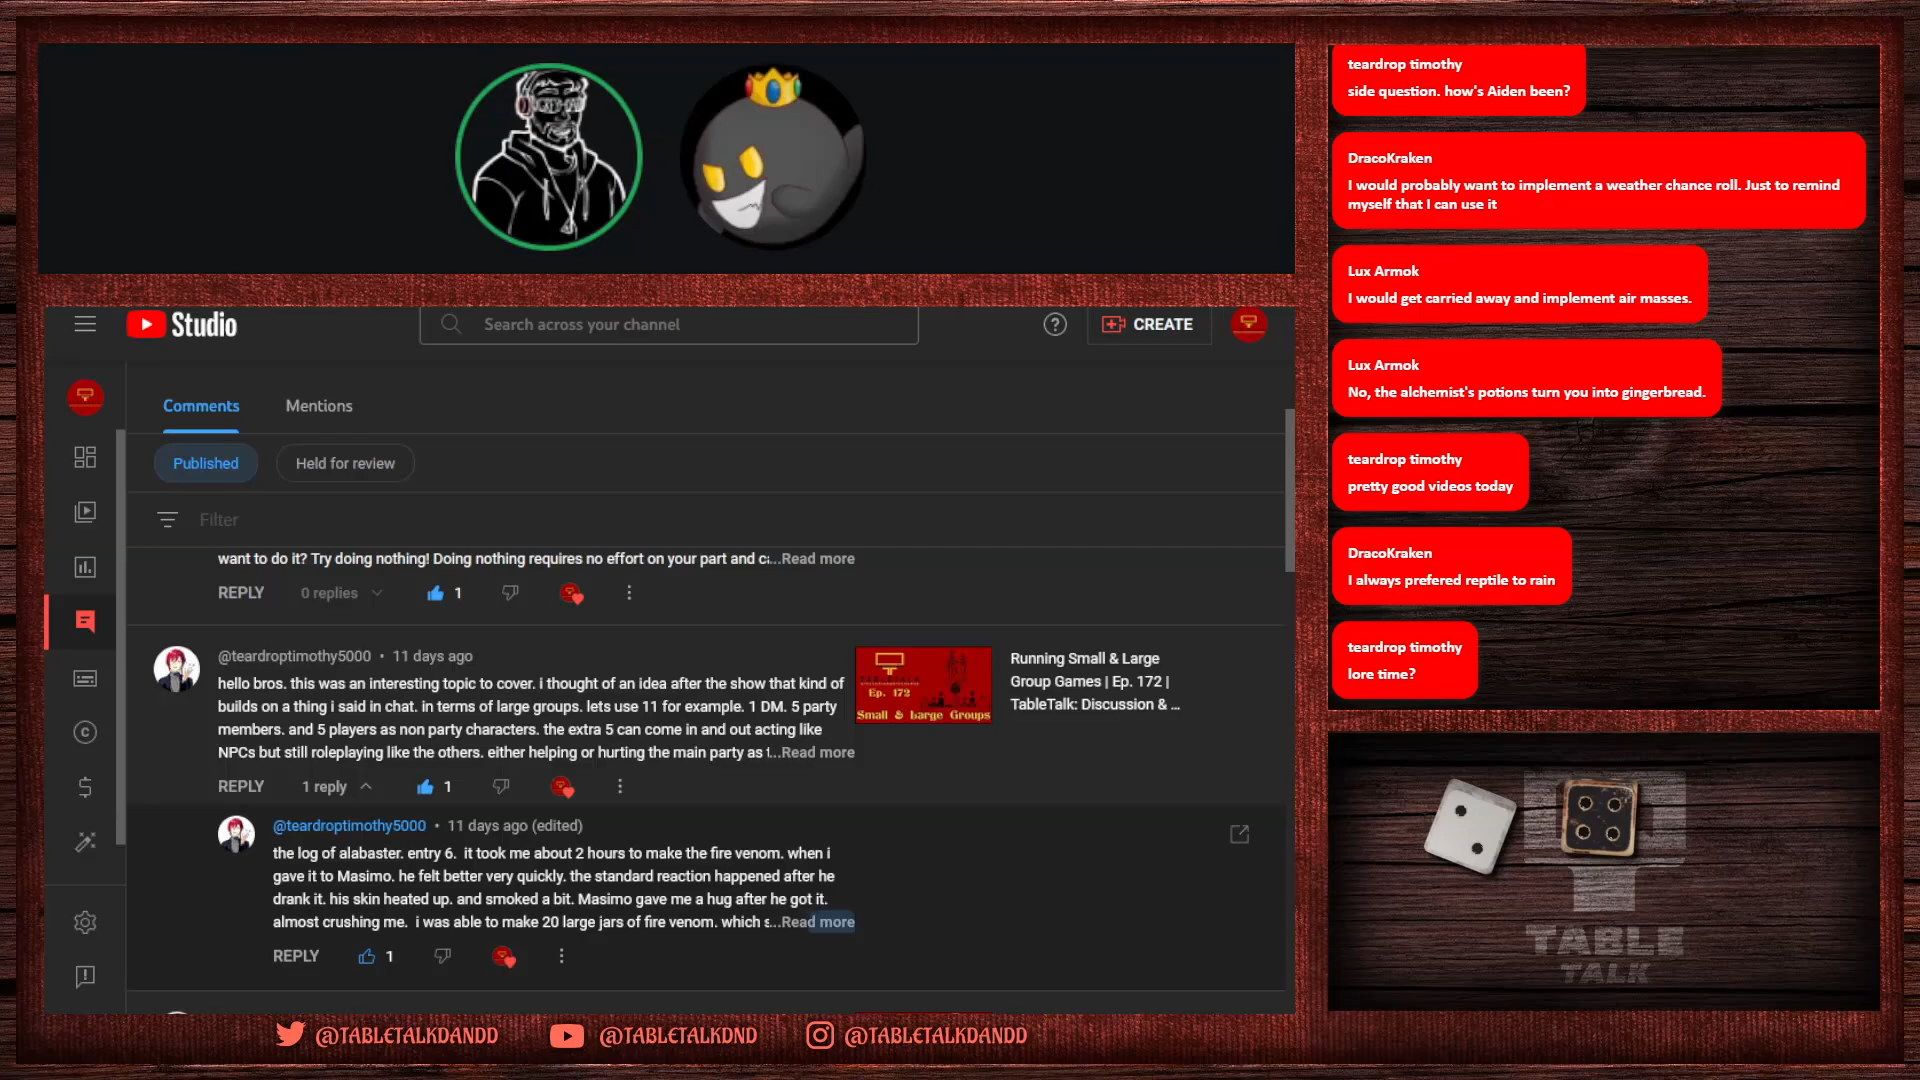 Studio
Search across your channel
CREATE
Comments
Mentions
Published
Held for review
Filter
want to do it? Try doing nothing! Doing nothing requires no effort on your part and c...Read more
REPLY
0 replies
1
@teardroptimothy5000 • 11 days ago
hello bros. this was an interesting topic to cover. i thought of an idea after the show that kind of
builds on a thing i said in chat. in terms of large groups. lets use 11 for example. 1 DM. 5 party
members. and 5 players as non party characters. the extra 5 can come in and out acting like
NPCs but still roleplaying like the others. either helping or hurting the main party as t...Read more
TABLETALK
Ep. 172
Small & Large Groups
Running Small & Large
Group Games | Ep. 172 |
TableTalk: Discussion & ...
REPLY
1 reply
1
@teardroptimothy5000 • 11 days ago (edited)
the log of alabaster. entry 6. it took me about 2 hours to make the fire venom. when i
gave it to Masimo. he felt better very quickly. the standard reaction happened after he
drank it. his skin heated up. and smoked a bit. Masimo gave me a hug after he got it.
almost crushing me. i was able to make 20 large jars of fire venom. which s...Read more
REPLY
1
@TABLETALKDANDD
@TABLETALKDND
@TABLETALKDANDD
teardrop timothy
side question. how's Aiden been?
DracoKraken
I would probably want to implement a weather chance roll. Just to remind
myself that I can use it
Lux Armok
I would get carried away and implement air masses.
Lux Armok
No, the alchemist's potions turn you into gingerbread.
teardrop timothy
pretty good videos today
DracoKraken
I always prefered reptile to rain
teardrop timothy
lore time?
TABLE
TALK